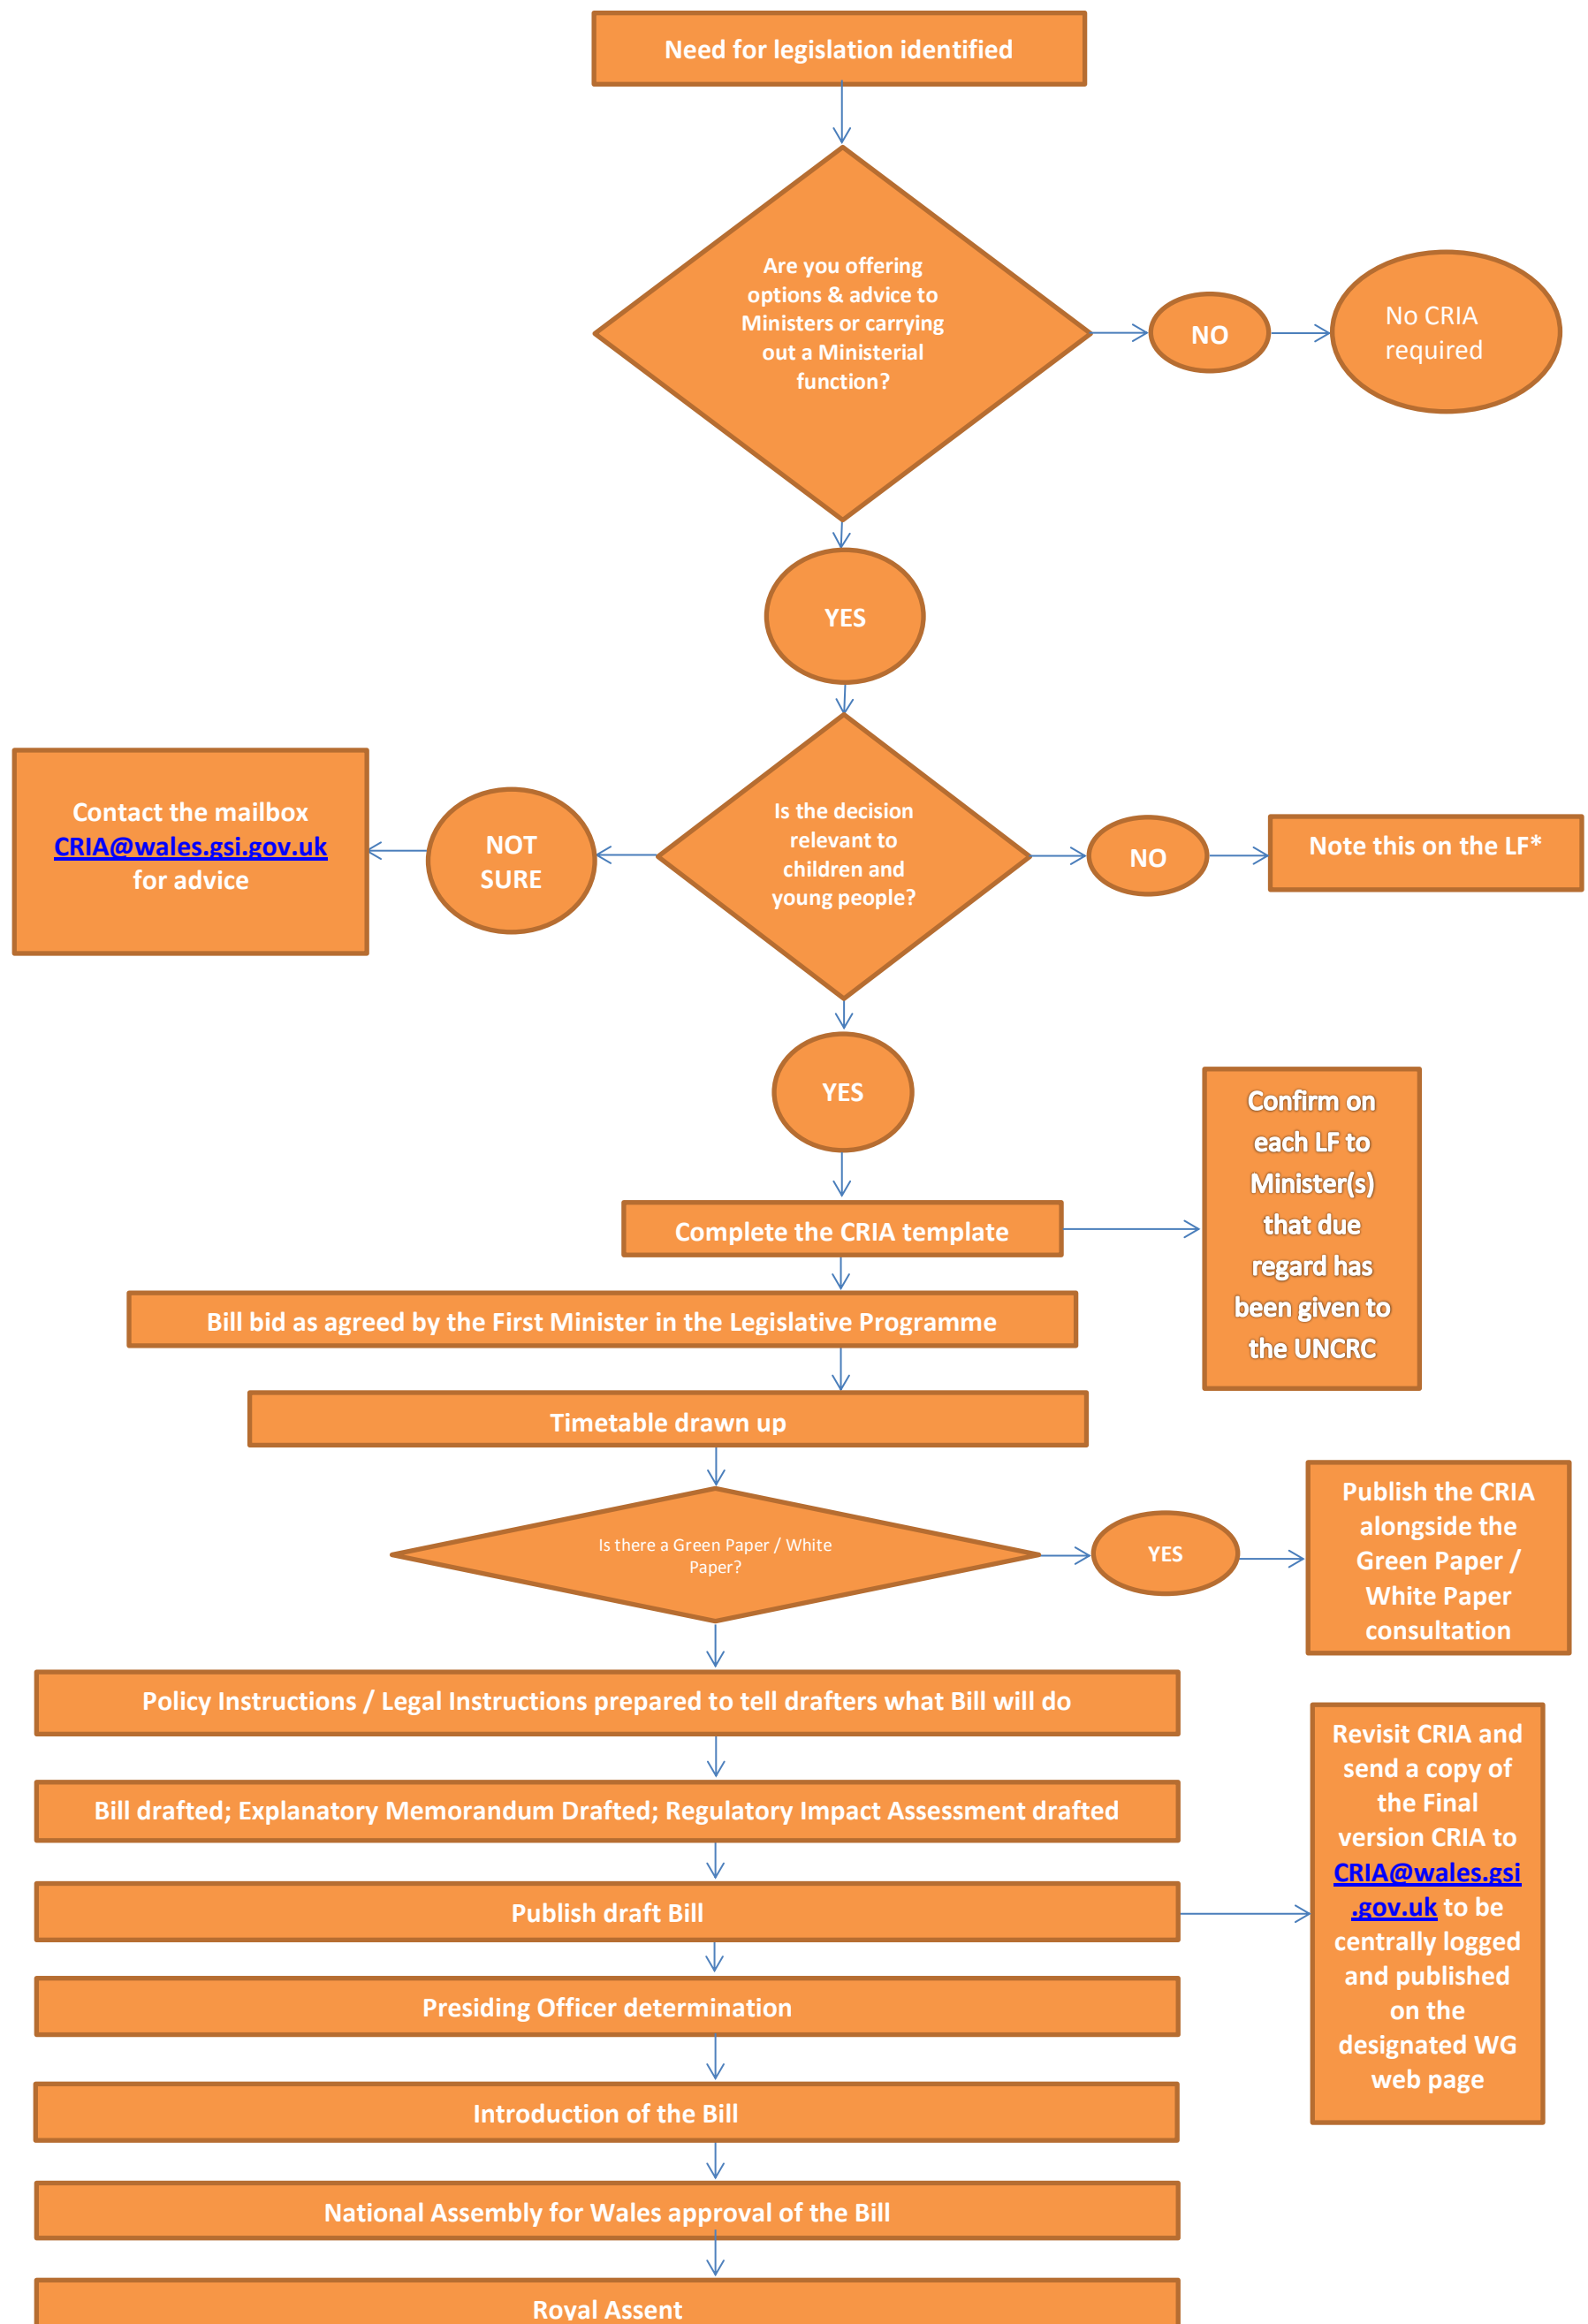 Need for legislation identified
Are you offering
options & advice to
Ministers or carrying
out a Ministerial
function?
NO
No CRIA
required
YES
Contact the mailbox
CRIA@wales.gsi.gov.uk
for advice
NOT
SURE
Is the decision
relevant to
children and
young people?
NO
Note this on the LF*
YES
Confirm on
each LF to
Minister(s)
that due
regard has
been given to
the UNCRC
Complete the CRIA template
Bill bid as agreed by the First Minister in the Legislative Programme
Timetable drawn up
Is there a Green Paper / White
Paper?
YES
Publish the CRIA
alongside the
Green Paper /
White Paper
consultation
Policy Instructions / Legal Instructions prepared to tell drafters what Bill will do
Bill drafted; Explanatory Memorandum Drafted; Regulatory Impact Assessment drafted
Publish draft Bill
Revisit CRIA and
send a copy of
the Final
version CRIA to
CRIA@wales.gsi
.gov.uk to be
centrally logged
and published
on the
designated WG
web page
Presiding Officer determination
Introduction of the Bill
National Assembly for Wales approval of the Bill
Royal Assent